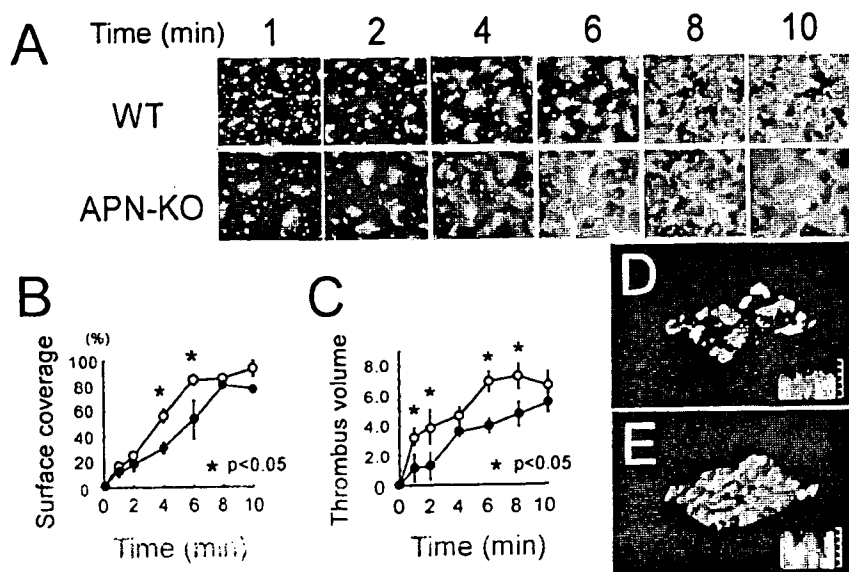 A
Time (min) 1 2 4 6 8 10
WT
APN-KO
B
(%)
Surface coverage
100
80
60
40
20
0
* *
* p<0.05
0 2 4 6 8 10
Time (min)
C
Thrombus volume
8.0
6.0
4.0
2.0
0
* * * *
* p<0.05
0 2 4 6 8 10
Time (min)
D
E